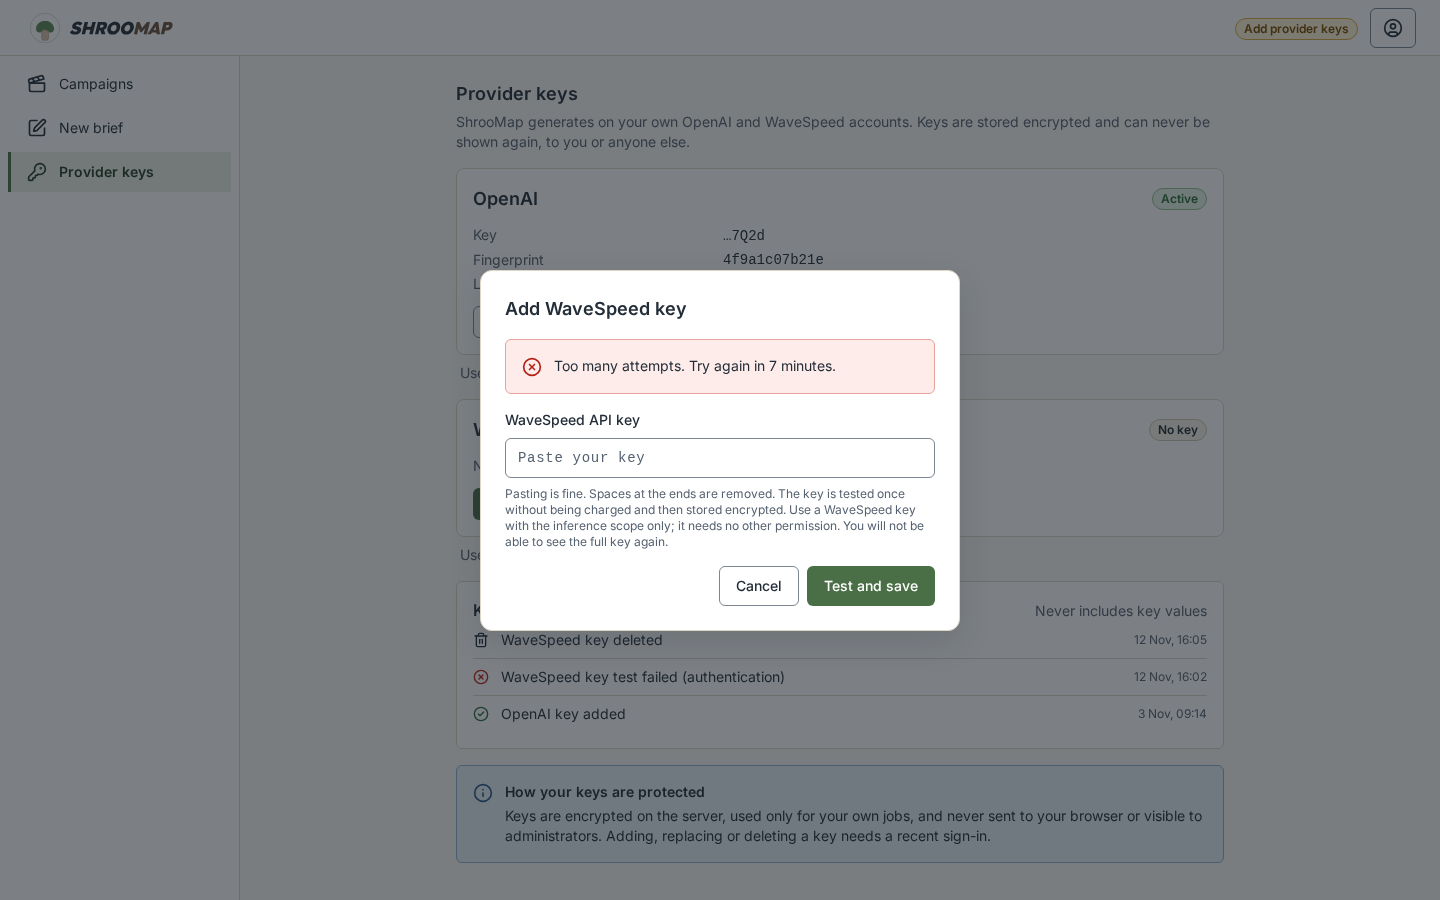 SHROOMAP
Add provider keys
Campaigns
New brief
Provider keys
Provider keys
ShrooMap generates on your own OpenAI and WaveSpeed accounts. Keys are stored encrypted and can never be
shown again, to you or anyone else.
OpenAI
Active
Key
…7Q2d
Fingerprint
4f9a1c07b21e
Add WaveSpeed key
Too many attempts. Try again in 7 minutes.
WaveSpeed API key
Paste your key
Pasting is fine. Spaces at the ends are removed. The key is tested once
without being charged and then stored encrypted. Use a WaveSpeed key
with the inference scope only; it needs no other permission. You will not be
able to see the full key again.
Cancel
Test and save
No key
Never includes key values
WaveSpeed key deleted
12 Nov, 16:05
WaveSpeed key test failed (authentication)
12 Nov, 16:02
OpenAI key added
3 Nov, 09:14
How your keys are protected
Keys are encrypted on the server, used only for your own jobs, and never sent to your browser or visible to
administrators. Adding, replacing or deleting a key needs a recent sign-in.